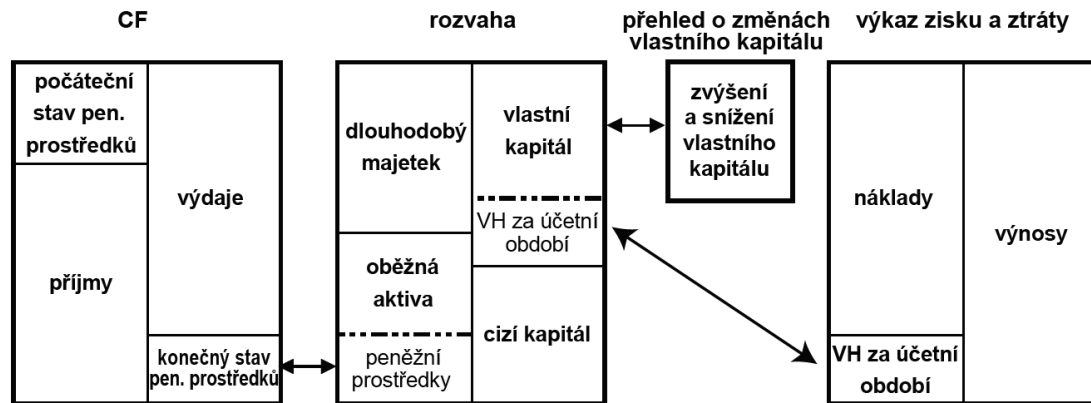 CF
rozvaha
přehled o změnách
vlastního kapitálu
výkaz zisku a ztráty
počáteční
stav pen.
prostředků
příjmy
výdaje
konečný stav
pen. prostředků
dlouhodobý
majetek
oběžná
aktiva
peněžní
prostředky
vlastní
kapitál
VH za účetní
období
cizí kapitál
zvýšení
a snížení
vlastního
kapitálu
náklady
VH za účetní
období
výnosy